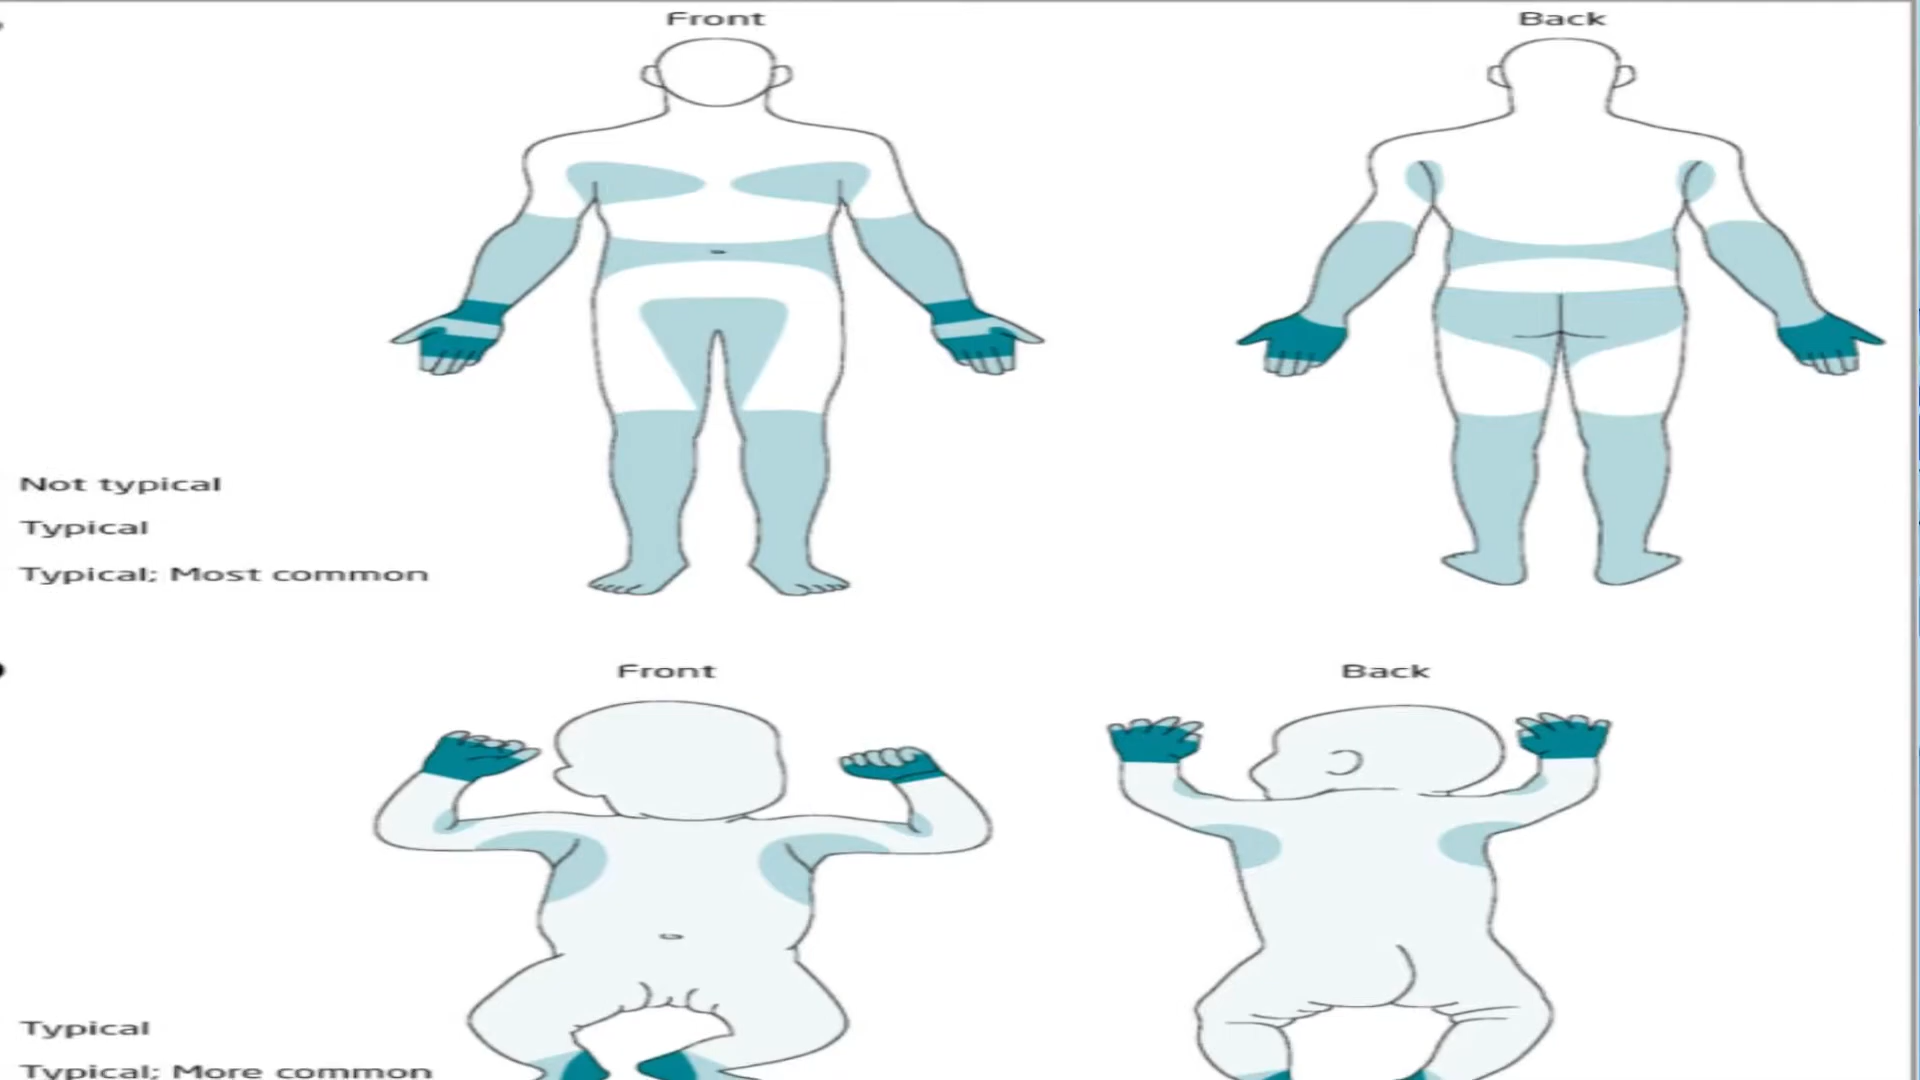 Front
Back
Not typical
Typical
Typical; Most common
Front
Back
Typical
Typical; More common